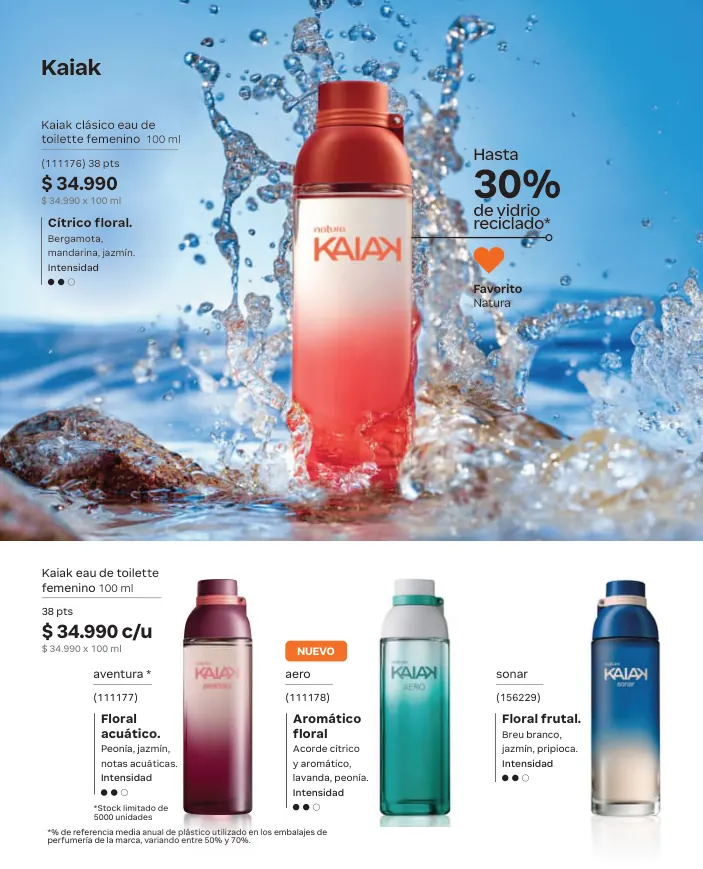 Kaiak
Kaiak clásico eau de
toilette femenino 100 ml
(111176) 38 pts
$ 34.990
$ 34.990 x 100 ml
Cítrico floral.
Bergamota,
mandarina, jazmín.
Intensidad
Hasta
30%
de vidrio
reciclado*
Favorito
Natura
natura
KAIAK
Kaiak eau de toilette
femenino 100 ml
38 pts
$ 34.990 c/u
$ 34.990 x 100 ml
aventura *
(111177)
Floral
acuático.
Peonía, jazmín,
notas acuáticas.
Intensidad
*Stock limitado de
5000 unidades
natura
KAIAK
aventura
NUEVO
aero
(111178)
Aromático
floral
Acorde cítrico
y aromático,
lavanda, peonía.
Intensidad
natura
KAIAK
AERO
sonar
(156229)
Floral frutal.
Breu branco,
jazmín, pripioca.
Intensidad
natura
KAIAK
sonar
*% de referencia media anual de plástico utilizado en los embalajes de
perfumería de la marca, variando entre 50% y 70%.